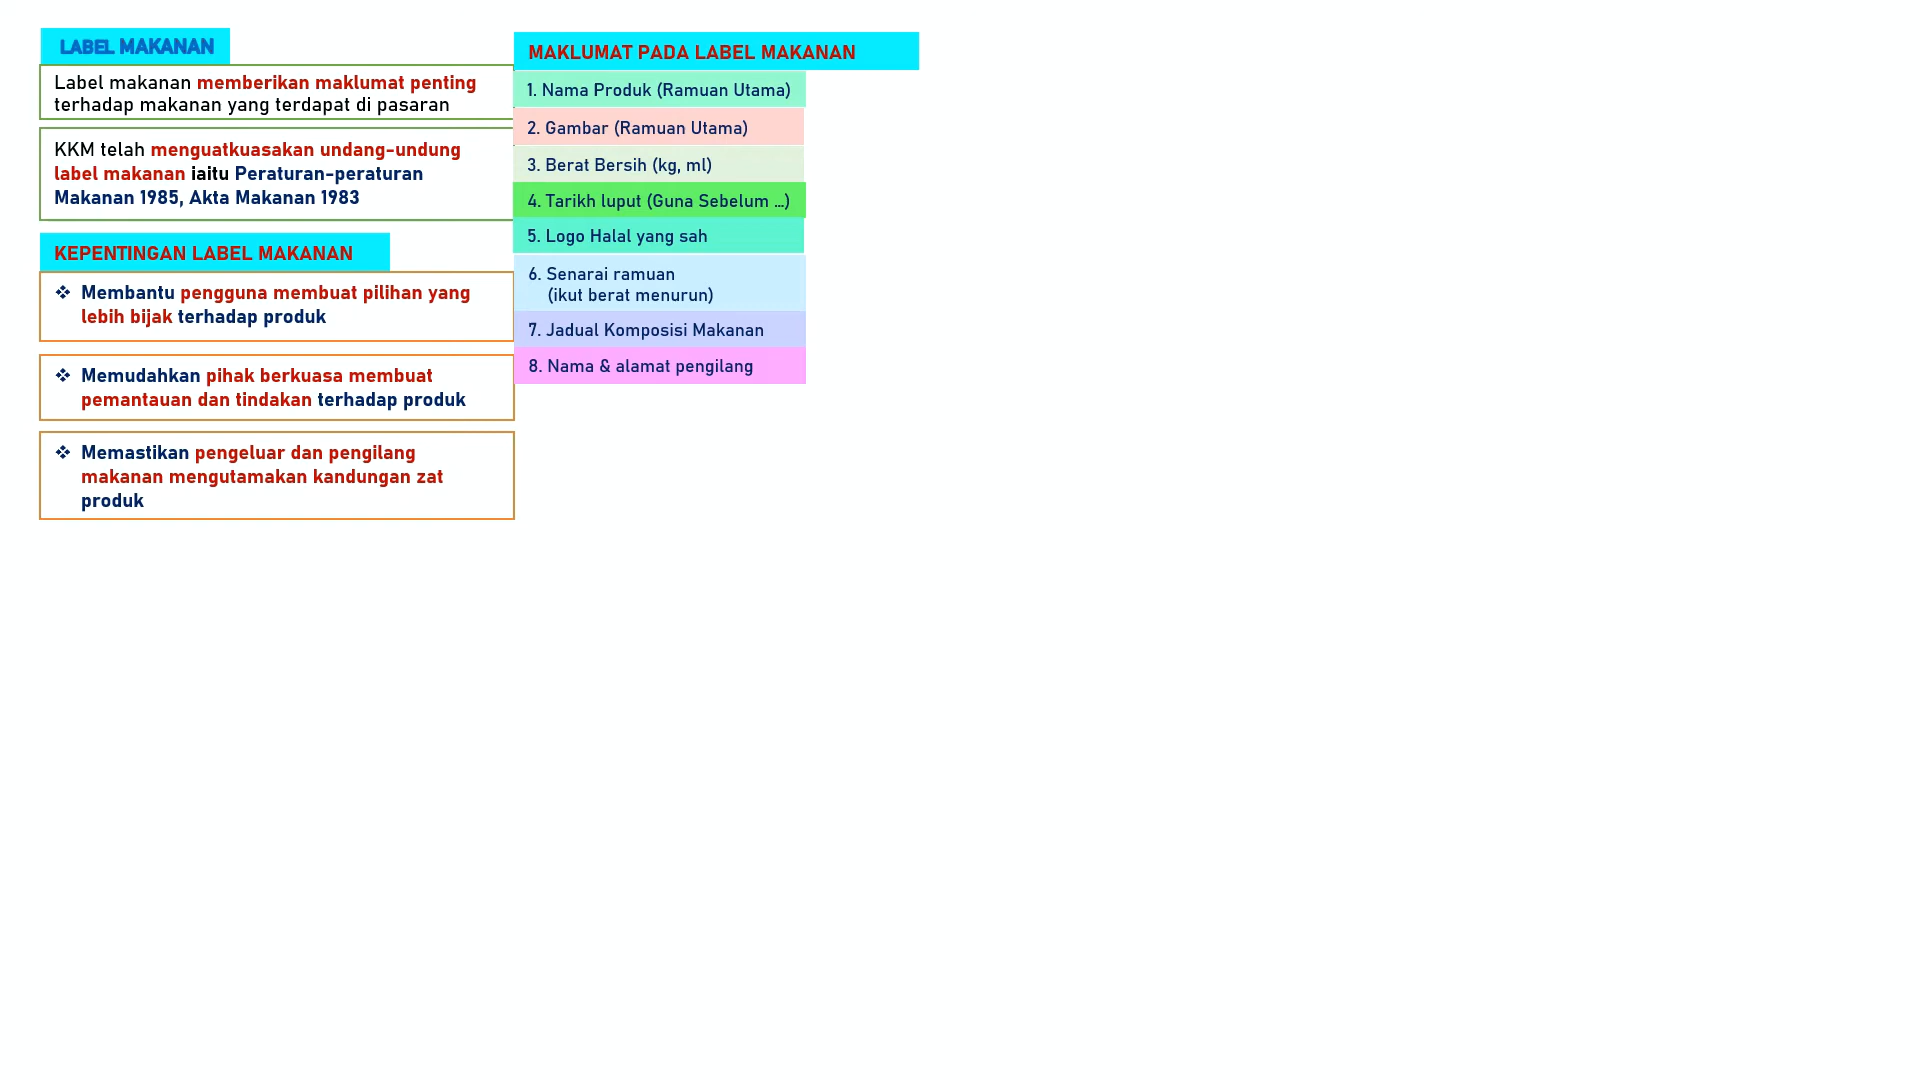 LABEL MAKANAN
Label makanan memberikan maklumat penting
terhadap makanan yang terdapat di pasaran
KKM telah menguatkuasakan undang-undung
label makanan iaitu Peraturan-peraturan
Makanan 1985, Akta Makanan 1983
KEPENTINGAN LABEL MAKANAN
❖ Membantu pengguna membuat pilihan yang
lebih bijak terhadap produk
❖ Memudahkan pihak berkuasa membuat
pemantauan dan tindakan terhadap produk
❖ Memastikan pengeluar dan pengilang
makanan mengutamakan kandungan zat
produk
MAKLUMAT PADA LABEL MAKANAN
1. Nama Produk (Ramuan Utama)
2. Gambar (Ramuan Utama)
3. Berat Bersih (kg, ml)
4. Tarikh luput (Guna Sebelum ...)
5. Logo Halal yang sah
6. Senarai ramuan
(ikut berat menurun)
7. Jadual Komposisi Makanan
8. Nama & alamat pengilang